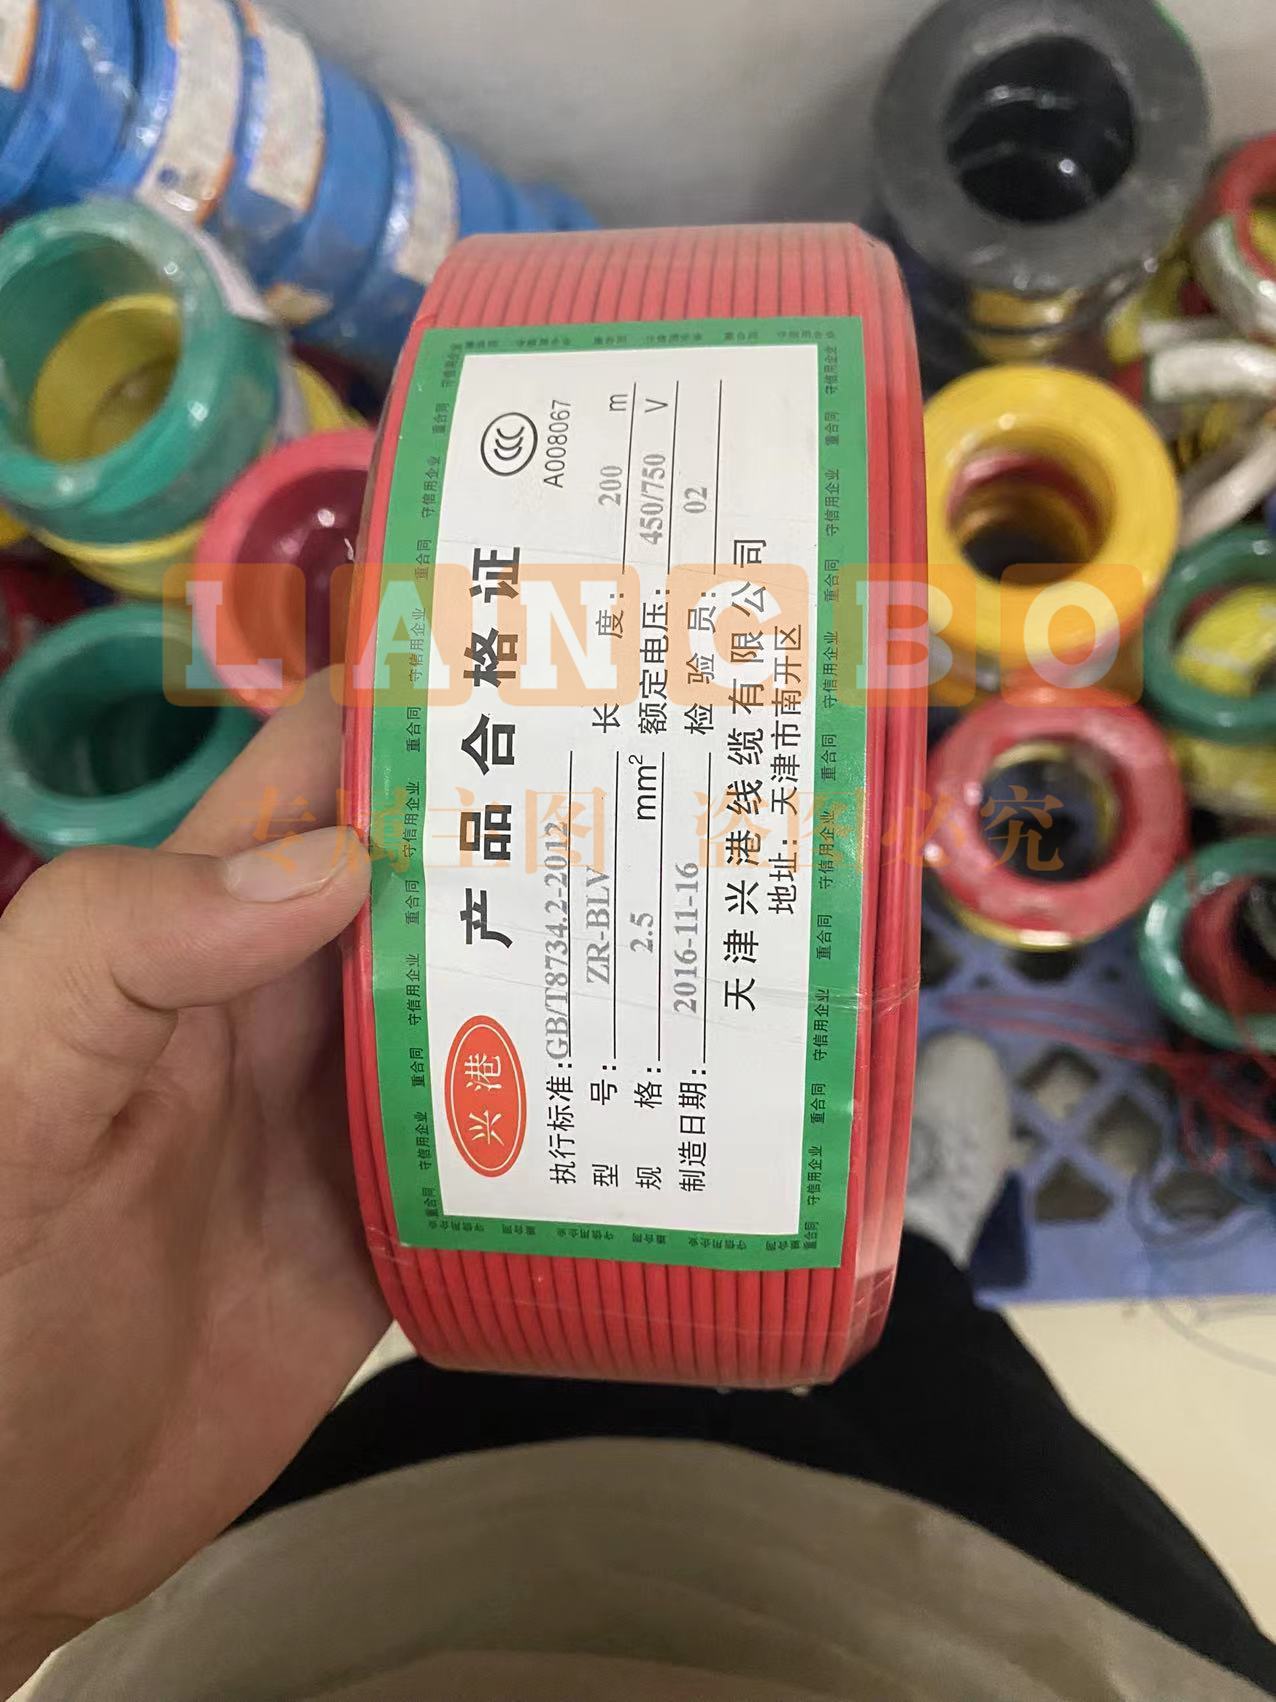 兴港
产品合格证
CCC
A008067
执行标准:GB/T8734.2-2012
型号: ZR-BLV
长度: 200 m
规格: 2.5 mm²
额定电压: 450/750 V
制造日期: 2016-11-16
检验员: 02
天津兴港线缆有限公司
地址: 天津市南开区
重合同 守信用企业
LANGBO
专属主图 盗图必究